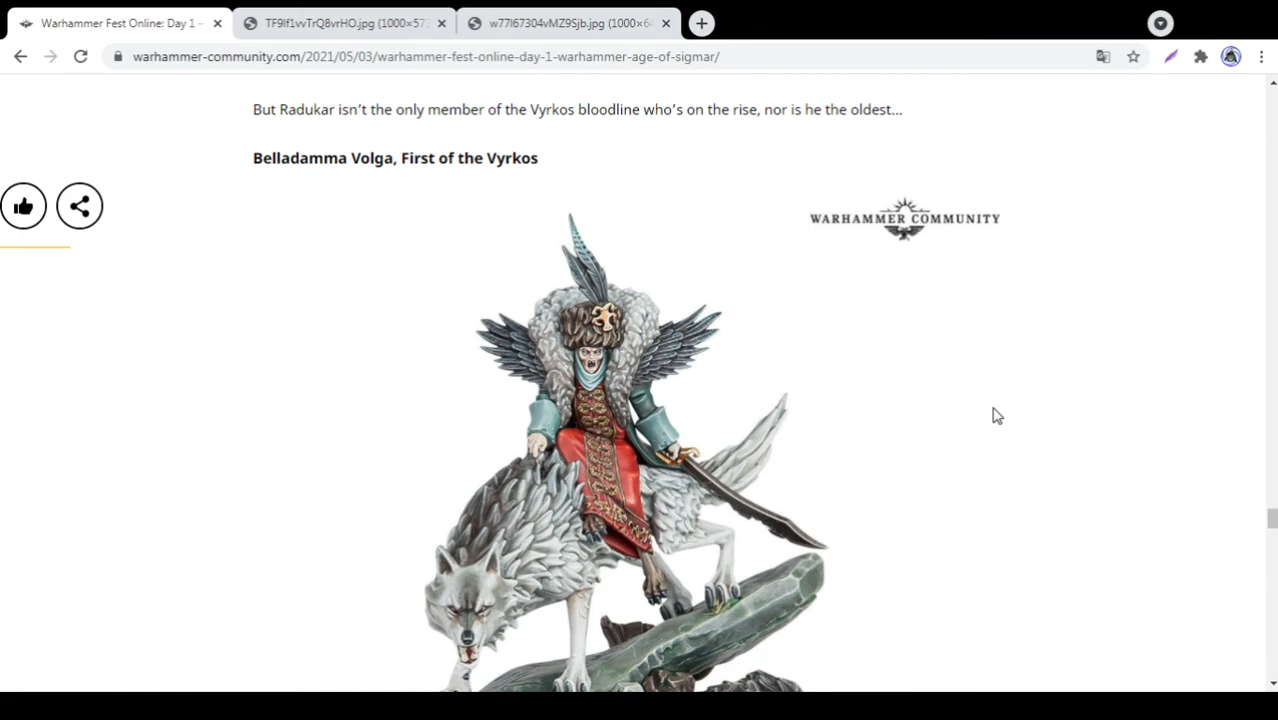 Warhammer Fest Online: Day 1 –
TF9If1vvTrQ8vrHO.jpg (1000×57
w77I67304vMZ9Sjb.jpg (1000×6
warhammer-community.com/2021/05/03/warhammer-fest-online-day-1-warhammer-age-of-sigmar/
But Radukar isn't the only member of the Vyrkos bloodline who's on the rise, nor is he the oldest…
Belladamma Volga, First of the Vyrkos
WARHAMMER COMMUNITY